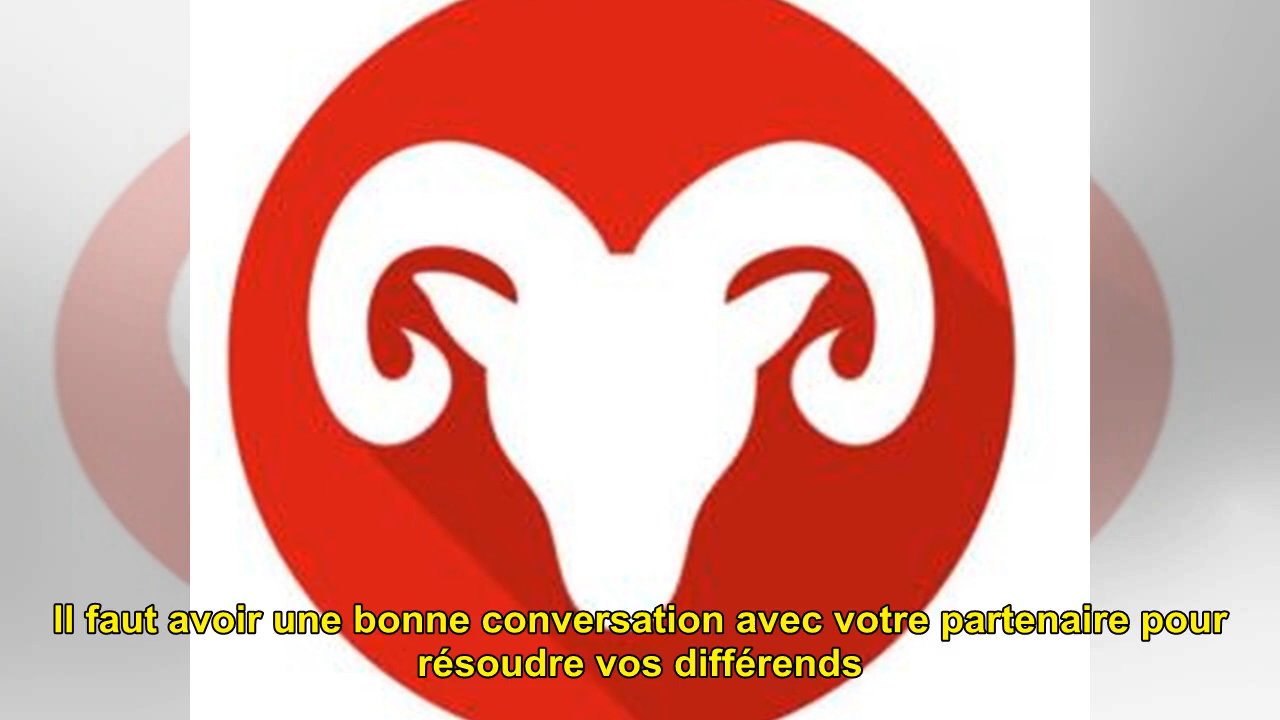 Il faut avoir une bonne conversation avec votre partenaire pour
résoudre vos différends